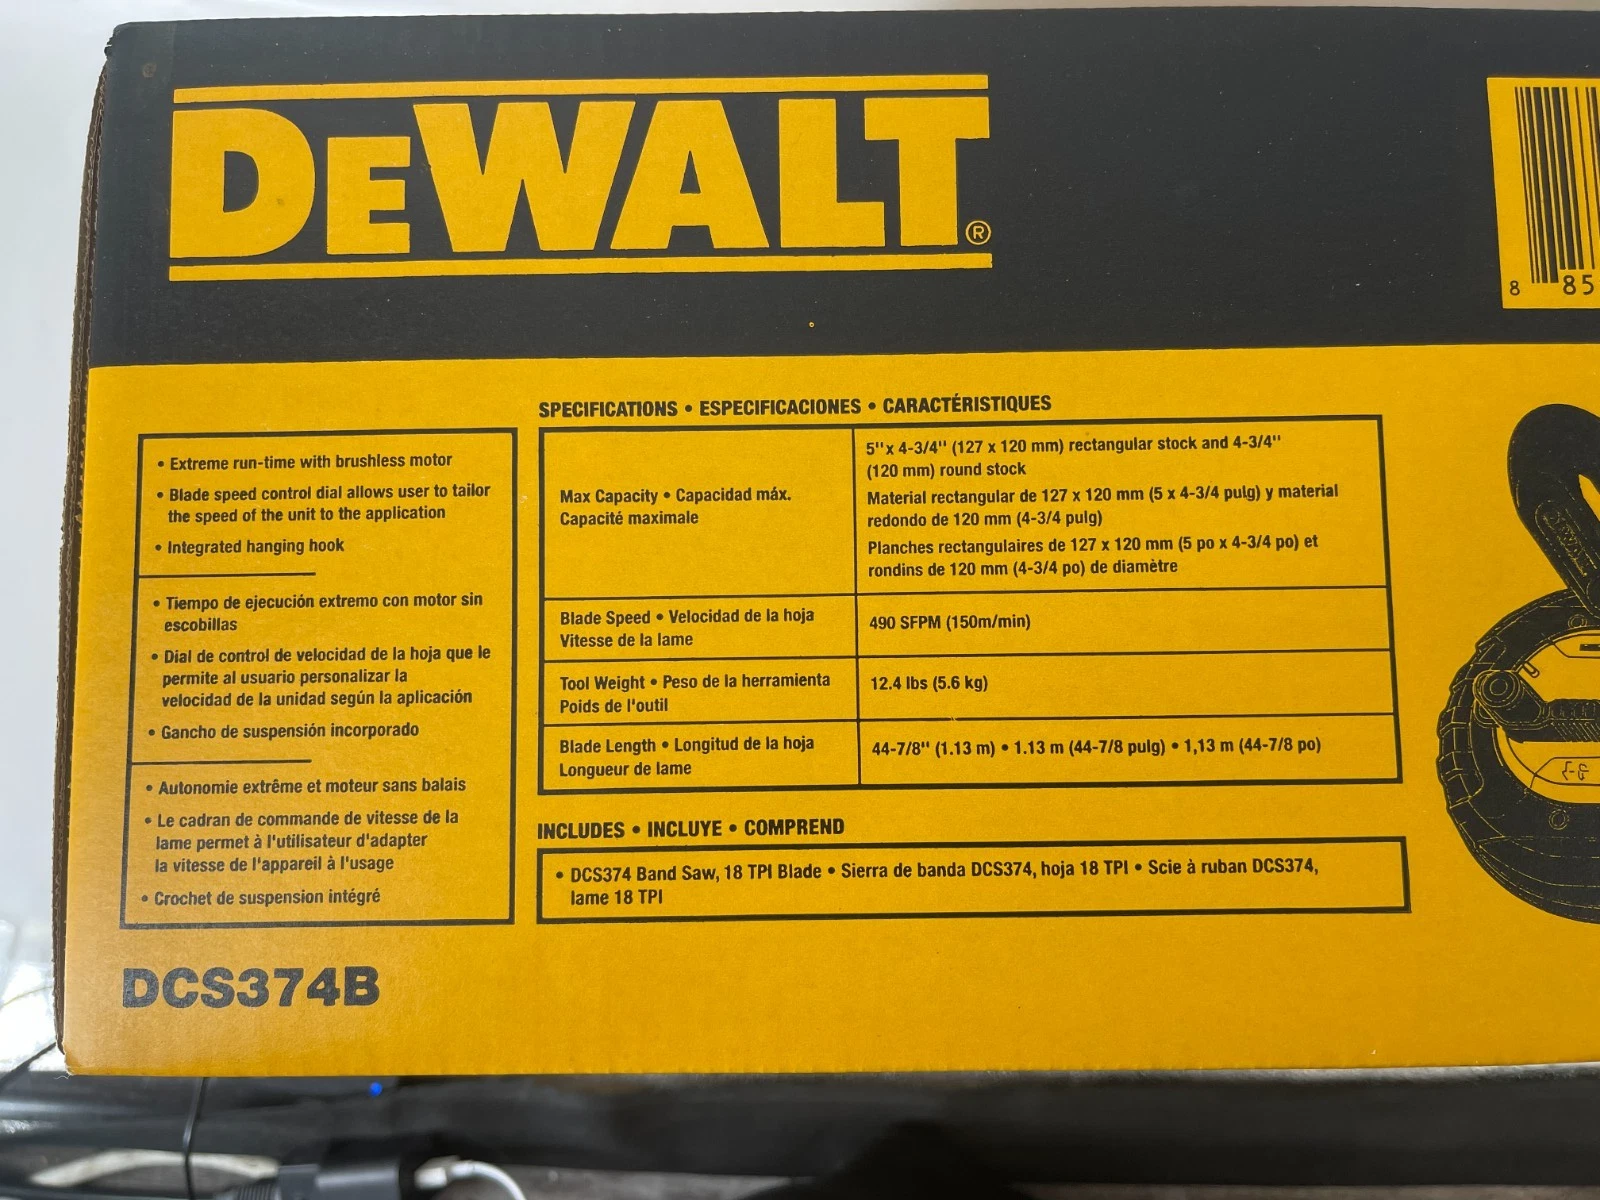 DEWALT®
8 85
• Extreme run-time with brushless motor
• Blade speed control dial allows user to tailor
the speed of the unit to the application
• Integrated hanging hook
• Tiempo de ejecución extremo con motor sin
escobillas
• Dial de control de velocidad de la hoja que le
permite al usuario personalizar la
velocidad de la unidad según la aplicación
• Gancho de suspensión incorporado
• Autonomie extrême et moteur sans balais
• Le cadran de commande de vitesse de la
lame permet à l'utilisateur d'adapter
la vitesse de l'appareil à l'usage
• Crochet de suspension intégré
SPECIFICATIONS • ESPECIFICACIONES • CARACTÉRISTIQUES
Max Capacity • Capacidad máx.
Capacité maximale
5"x 4-3/4" (127 x 120 mm) rectangular stock and 4-3/4"
(120 mm) round stock
Material rectangular de 127 x 120 mm (5 x 4-3/4 pulg) y material
redondo de 120 mm (4-3/4 pulg)
Planches rectangulaires de 127 x 120 mm (5 po x 4-3/4 po) et
rondins de 120 mm (4-3/4 po) de diamètre
Blade Speed • Velocidad de la hoja
Vitesse de la lame
490 SFPM (150m/min)
Tool Weight • Peso de la herramienta
Poids de l'outil
12.4 lbs (5.6 kg)
Blade Length • Longitud de la hoja
Longueur de lame
44-7/8" (1.13 m) • 1.13 m (44-7/8 pulg) • 1,13 m (44-7/8 po)
INCLUDES • INCLUYE • COMPREND
• DCS374 Band Saw, 18 TPI Blade • Sierra de banda DCS374, hoja 18 TPI • Scie à ruban DCS374,
lame 18 TPI
DCS374B
DEWALT